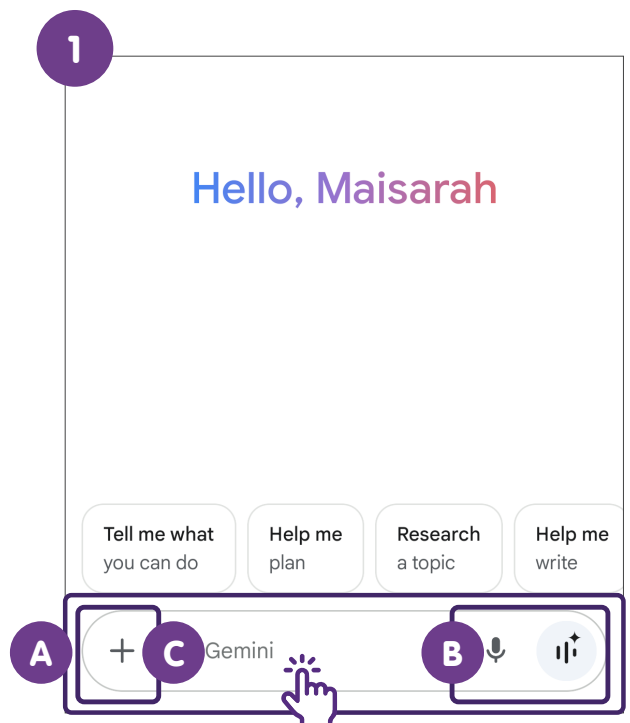 1
Hello, Maisarah
Tell me what
you can do
Help me
plan
Research
a topic
Help me
write
A
C
Gemini
B